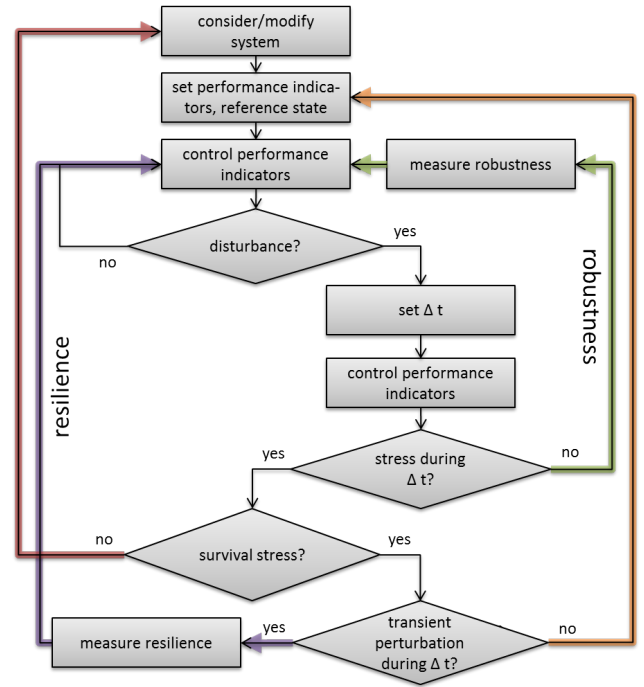 consider/modify
system
set performance indica-
tors, reference state
control performance
indicators
measure robustness
disturbance?
yes
no
set Δ t
robustness
control performance
indicators
resilience
stress during
Δ t?
yes
no
survival stress?
no
yes
transient
perturbation
during Δ t?
yes
no
measure resilience